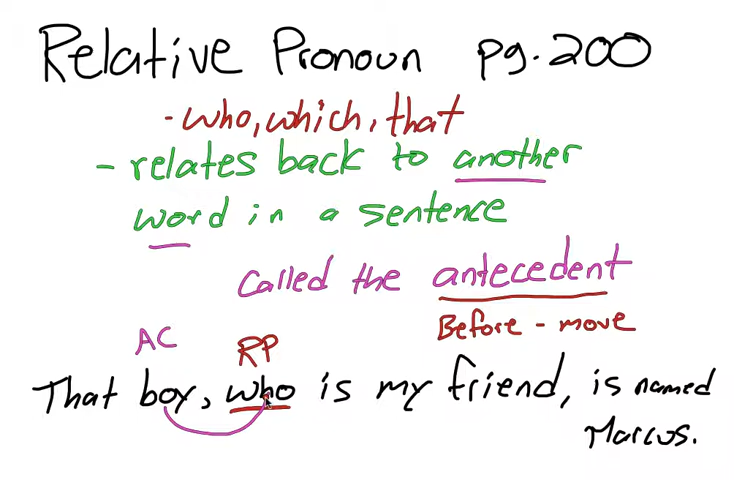 Relative Pronoun pg. 200
- who, which, that
- relates back to another
word in a sentence
called the antecedent
Before - move
AC RP
That boy, who is my friend, is named
Marcus.